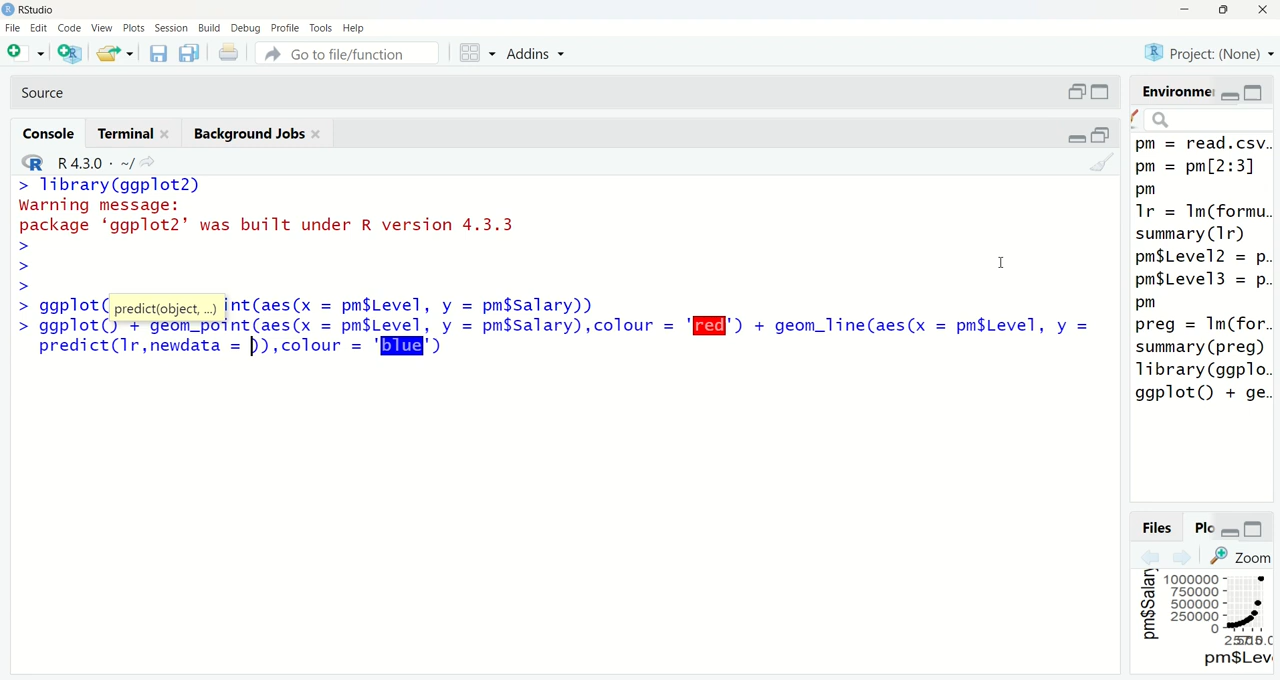 RStudio
File Edit Code View Plots Session Build Debug Profile Tools Help
Go to file/function Addins Project: (None)
Source
Console Terminal Background Jobs
R 4.3.0 · ~/
> library(ggplot2)
Warning message:
package ‘ggplot2’ was built under R version 4.3.3
>
>
>
> ggplot( int(aes(x = pm$Level, y = pm$Salary))
predict(object, ...)
> ggplot() + geom_point(aes(x = pm$Level, y = pm$Salary),colour = 'red') + geom_line(aes(x = pm$Level, y =
predict(lr,newdata = )),colour = 'blue')
Environme
pm = read.csv..
pm = pm[2:3]
pm
lr = lm(formu..
summary(lr)
pm$Level2 = p..
pm$Level3 = p..
pm
preg = lm(for..
summary(preg)
library(ggplo..
ggplot() + ge..
Files Plo
Zoom
pm$Salary
1000000
750000
500000
250000
0
pm$Lev